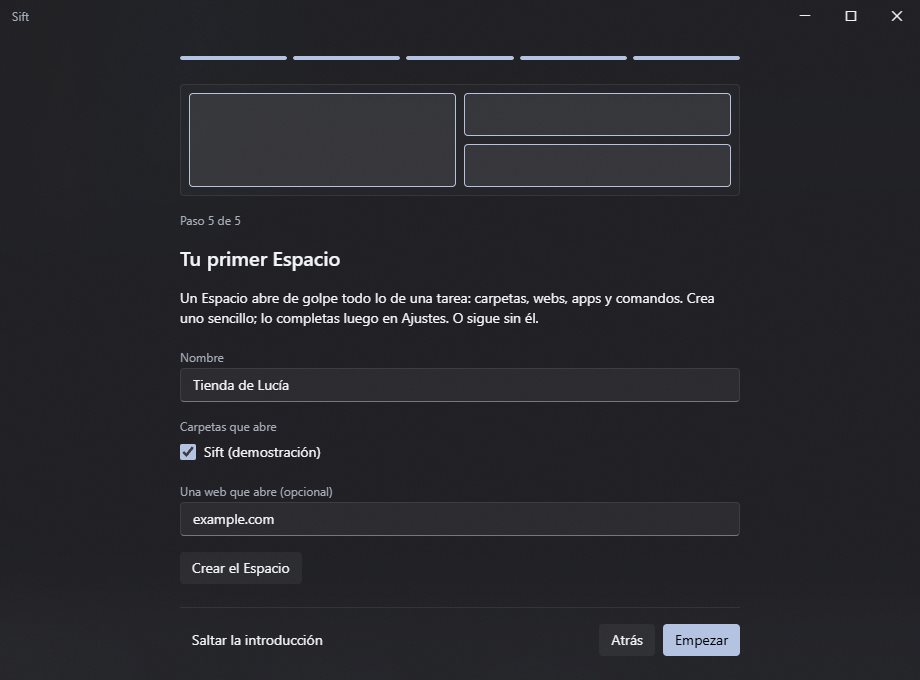 Sift
Paso 5 de 5
Tu primer Espacio
Un Espacio abre de golpe todo lo de una tarea: carpetas, webs, apps y comandos. Crea
uno sencillo; lo completas luego en Ajustes. O sigue sin él.
Nombre
Tienda de Lucía
Carpetas que abre
Sift (demostración)
Una web que abre (opcional)
example.com
Crear el Espacio
Saltar la introducción
Atrás
Empezar